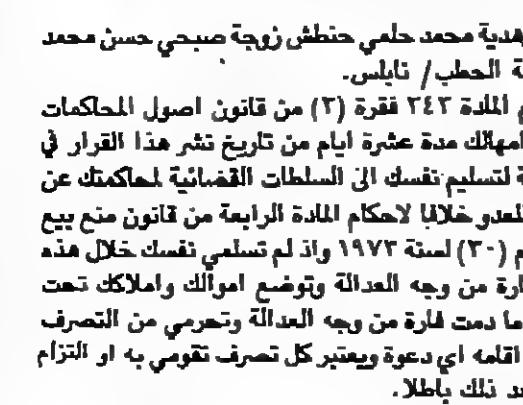 هدية محمد حلمي حنطش زوجة صبحي حسن محمد
ة الحطب/ نابلس.
م المادة ٢٤٣ فقرة (٢) من قانون اصول المحاكمات
امهالك مدة عشرة ايام من تاريخ نشر هذا القرار في
ة لتسليم نفسك الى السلطات القضائية لمحاكمتك عن
للعدو خلافا لاحكام المادة الرابعة من قانون منع بيع
م (٣٠) لسنة ١٩٧٣ واذ لم تسلمي نفسك خلال هذه
ارة من وجه العدالة وتوضع اموالك واملاكك تحت
ما دمت فارة من وجه العدالة وتحرمي من التصرف
اقامه اي دعوة ويعتبر كل تصرف تقومي به او التزام
عد ذلك باطلا.